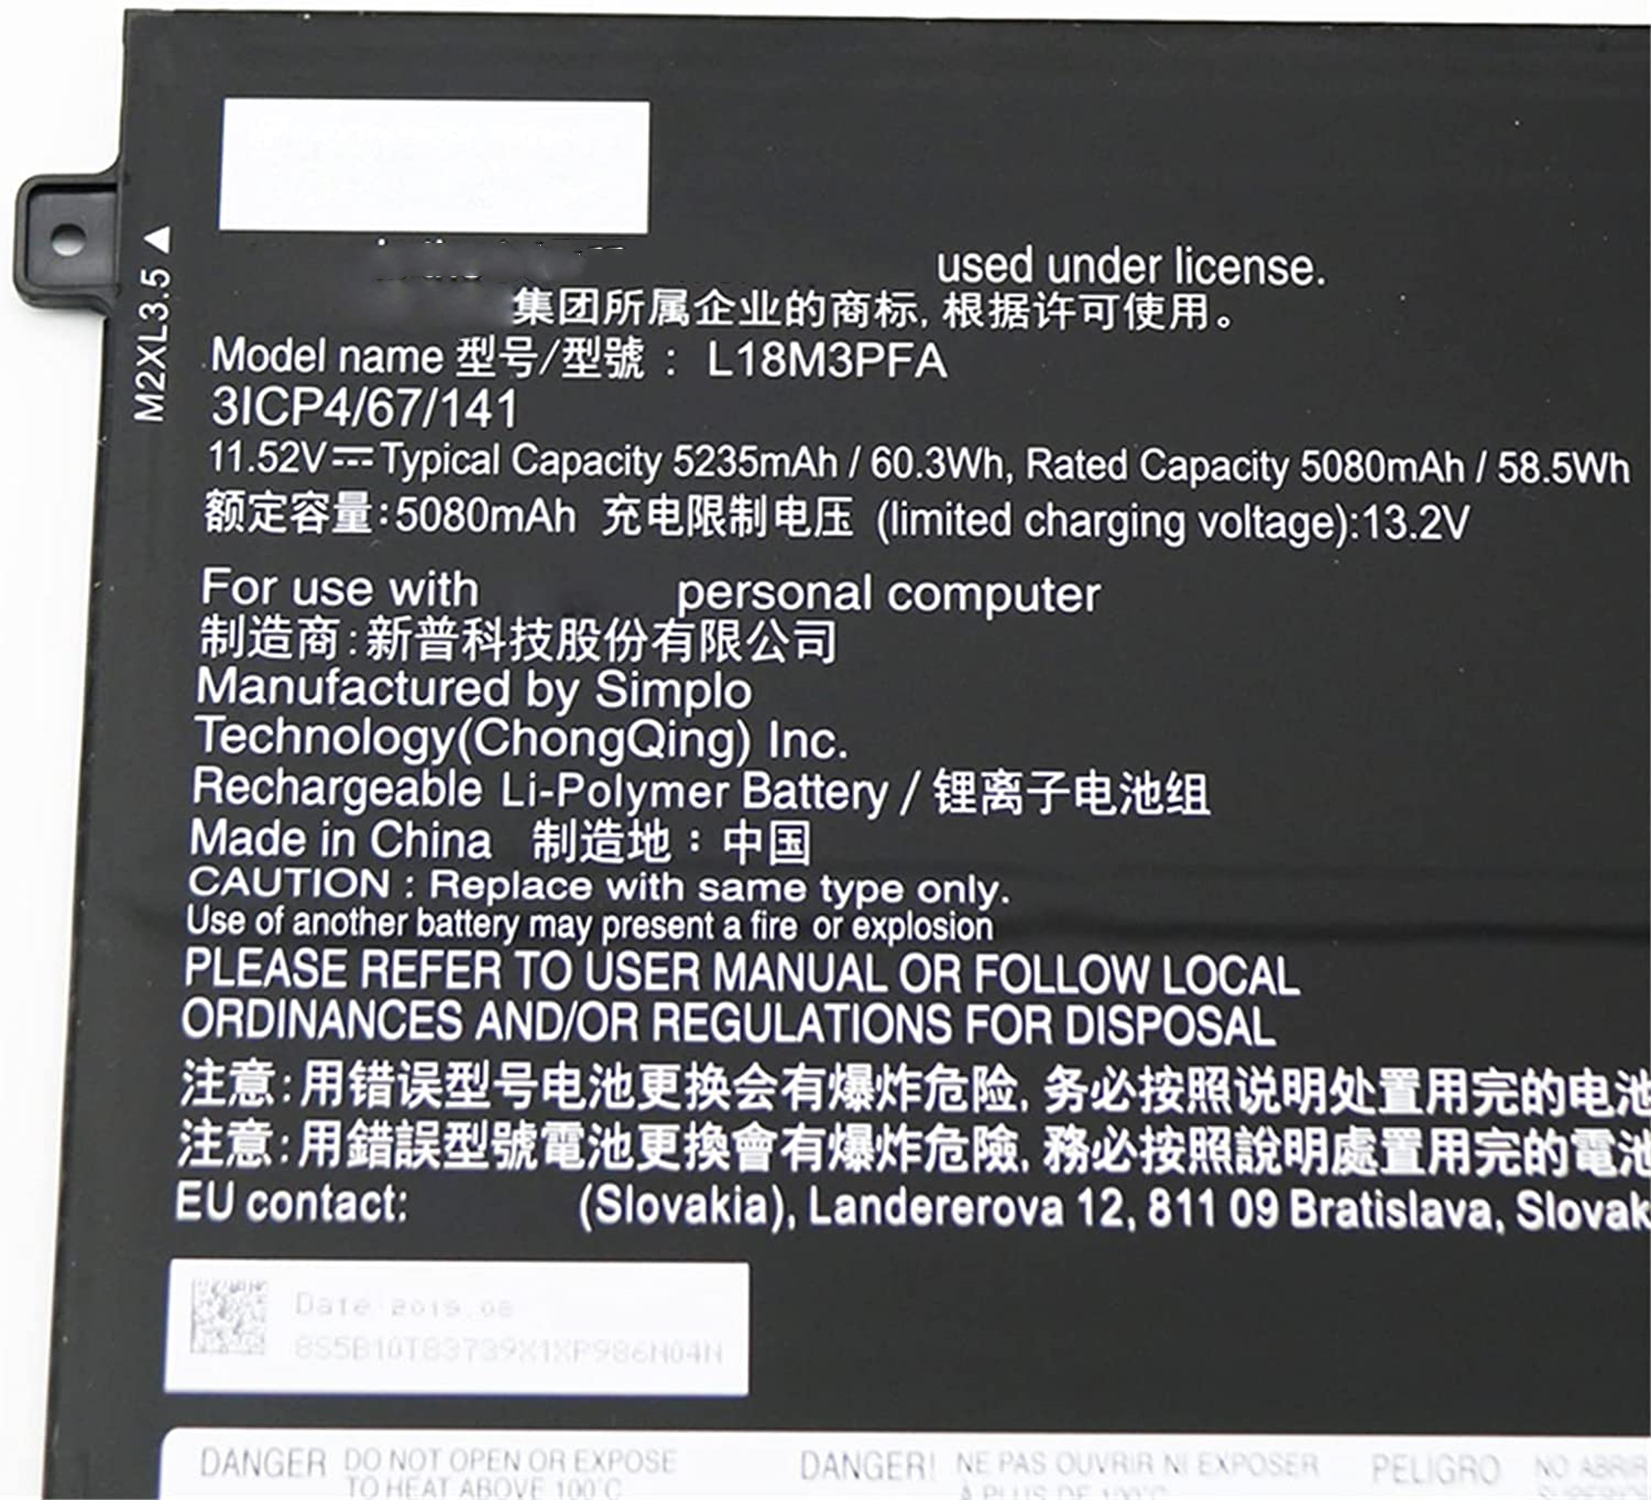 M2XL3.5
used under license.
集团所属企业的商标, 根据许可使用。
Model name 型号/型號 : L18M3PFA
3ICP4/67/141
11.52V⎓Typical Capacity 5235mAh / 60.3Wh, Rated Capacity 5080mAh / 58.5Wh
额定容量:5080mAh 充电限制电压 (limited charging voltage):13.2V
For use with personal computer
制造商:新普科技股份有限公司
Manufactured by Simplo
Technology(ChongQing) Inc.
Rechargeable Li-Polymer Battery / 锂离子电池组
Made in China 制造地:中国
CAUTION : Replace with same type only.
Use of another battery may present a fire or explosion
PLEASE REFER TO USER MANUAL OR FOLLOW LOCAL
ORDINANCES AND/OR REGULATIONS FOR DISPOSAL
注意:用错误型号电池更换会有爆炸危险, 务必按照说明处置用完的电池
注意:用錯誤型號電池更換會有爆炸危險, 務必按照說明處置用完的電池
EU contact: (Slovakia), Landererova 12, 811 09 Bratislava, Slovak
Date 2019.08
8S5B10T83739X1XP986H04N
DANGER DO NOT OPEN OR EXPOSE
TO HEAT ABOVE 100°C
DANGER! NE PAS OUVRIR NI EXPOSER
À PLUS DE 100°C
PELIGRO NO ABRIR